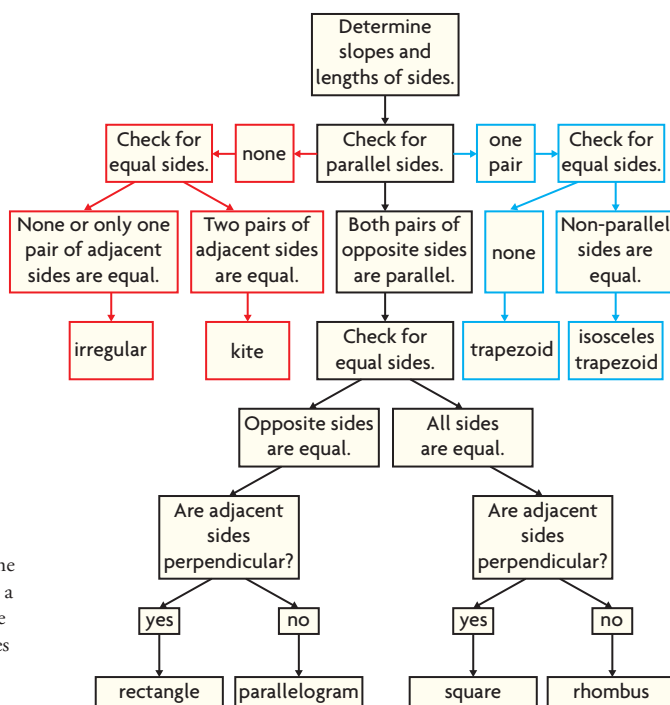 Determine
slopes and
lengths of sides.
Check for
equal sides.
none
Check for
parallel sides.
one
pair
Check for
equal sides.
None or only one
pair of adjacent
sides are equal.
Two pairs of
adjacent sides
are equal.
Both pairs of
opposite sides
are parallel.
none
Non-parallel
sides are
equal.
irregular
kite
Check for
equal sides.
trapezoid
isosceles
trapezoid
Opposite sides
are equal.
All sides
are equal.
Are adjacent
sides
perpendicular?
Are adjacent
sides
perpendicular?
a
yes
no
yes
no
rectangle
parallelogram
square
rhombus